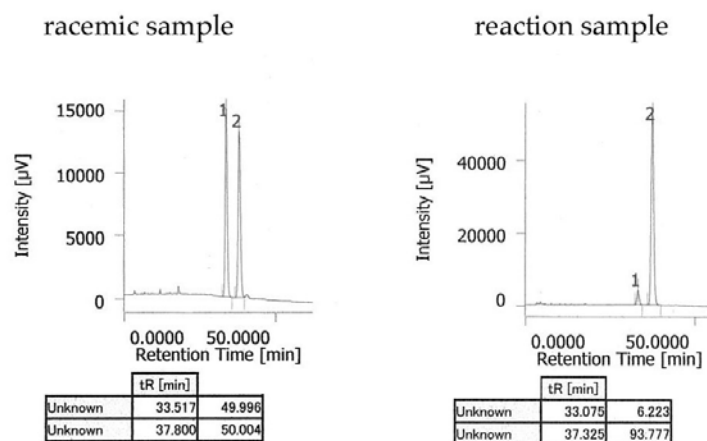 racemic sample
reaction sample
15000
10000
5000
0
Intensity [µV]
1
2
0.0000 50.0000
Retention Time [min]
tR [min]
Unknown 33.517 49.996
Unknown 37.800 50.004
40000
20000
0
Intensity [µV]
1
2
0.0000 50.0000
Retention Time [min]
tR [min]
Unknown 33.075 6.223
Unknown 37.325 93.777